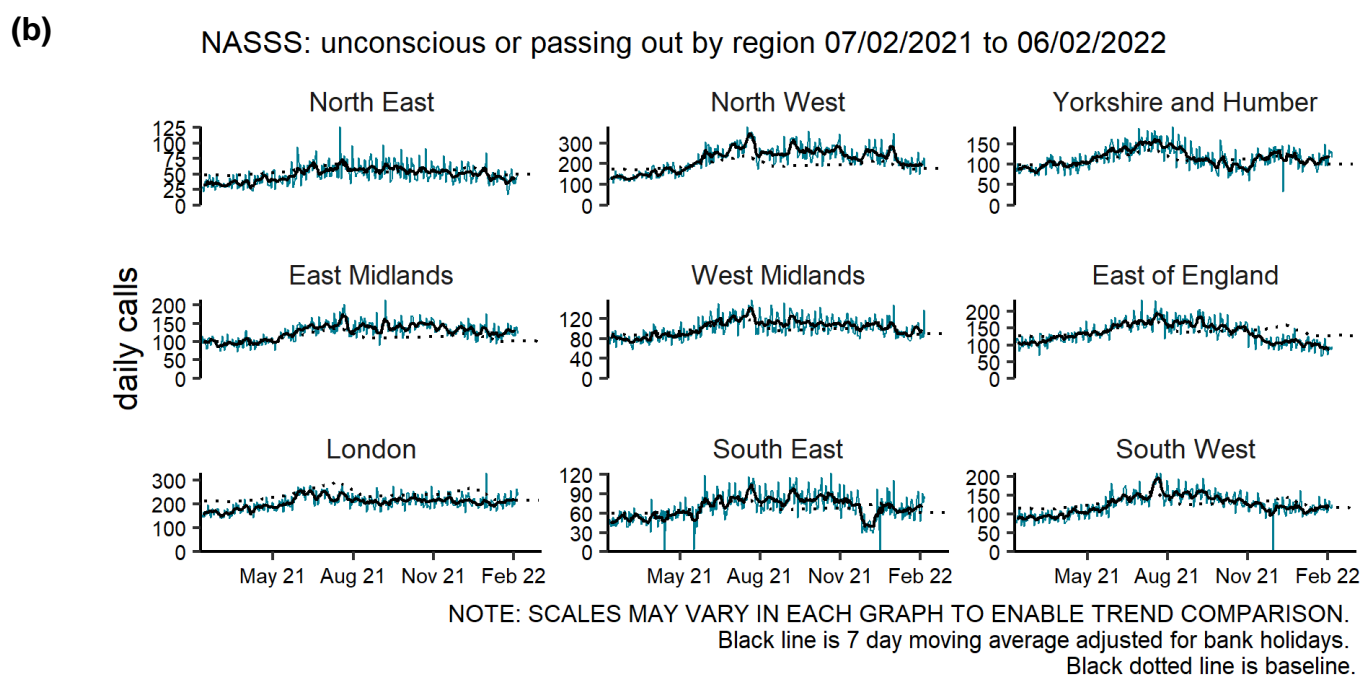 (b)
NASSS: unconscious or passing out by region 07/02/2021 to 06/02/2022
North East
125
100
75
50
25
0
North West
300
200
100
0
Yorkshire and Humber
150
100
50
0
daily calls
East Midlands
200
150
100
50
0
West Midlands
120
80
40
0
East of England
200
150
100
50
0
London
300
200
100
0
South East
120
90
60
30
0
South West
200
150
100
50
0
May 21 Aug 21 Nov 21 Feb 22
May 21 Aug 21 Nov 21 Feb 22
May 21 Aug 21 Nov 21 Feb 22
NOTE: SCALES MAY VARY IN EACH GRAPH TO ENABLE TREND COMPARISON.
Black line is 7 day moving average adjusted for bank holidays.
Black dotted line is baseline.